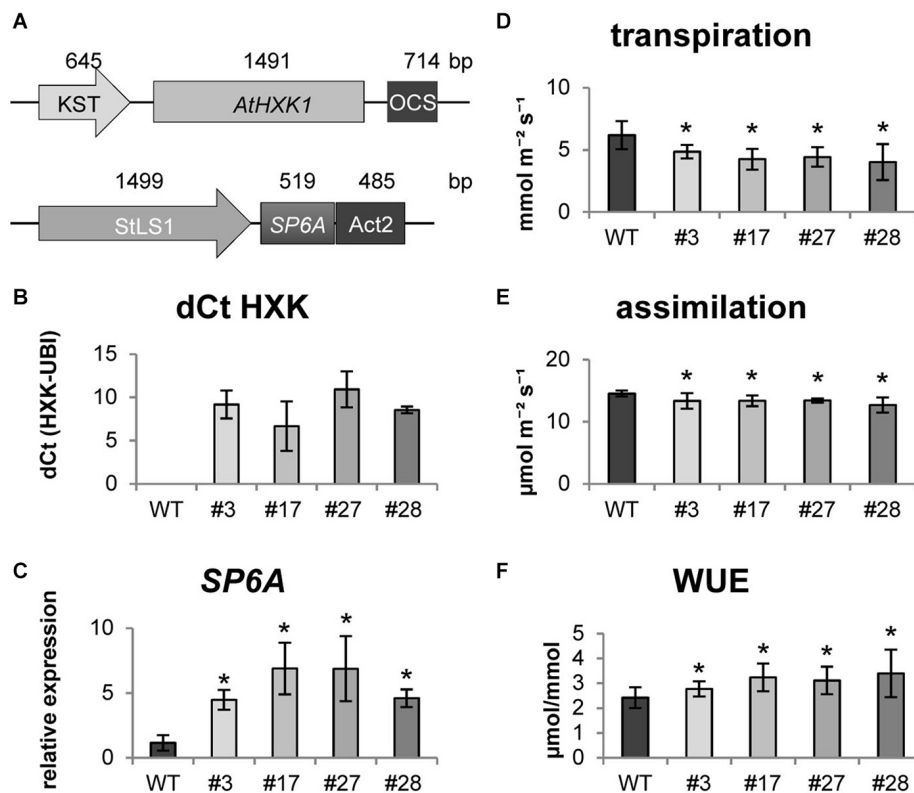 A
645 1491 714 bp
KST AtHXK1 OCS
1499 519 485 bp
StLS1 SP6A Act2
B
dCt HXK
dCt (HXK-UBI)
15
10
5
0
WT #3 #17 #27 #28
C
SP6A
relative expression
10
5
0
* * * *
WT #3 #17 #27 #28
D
transpiration
mmol m⁻² s⁻¹
10
5
0
* * * *
WT #3 #17 #27 #28
E
assimilation
µmol m⁻² s⁻¹
20
10
0
* * * *
WT #3 #17 #27 #28
F
WUE
µmol/mmol
5
4
3
2
1
0
* * * *
WT #3 #17 #27 #28